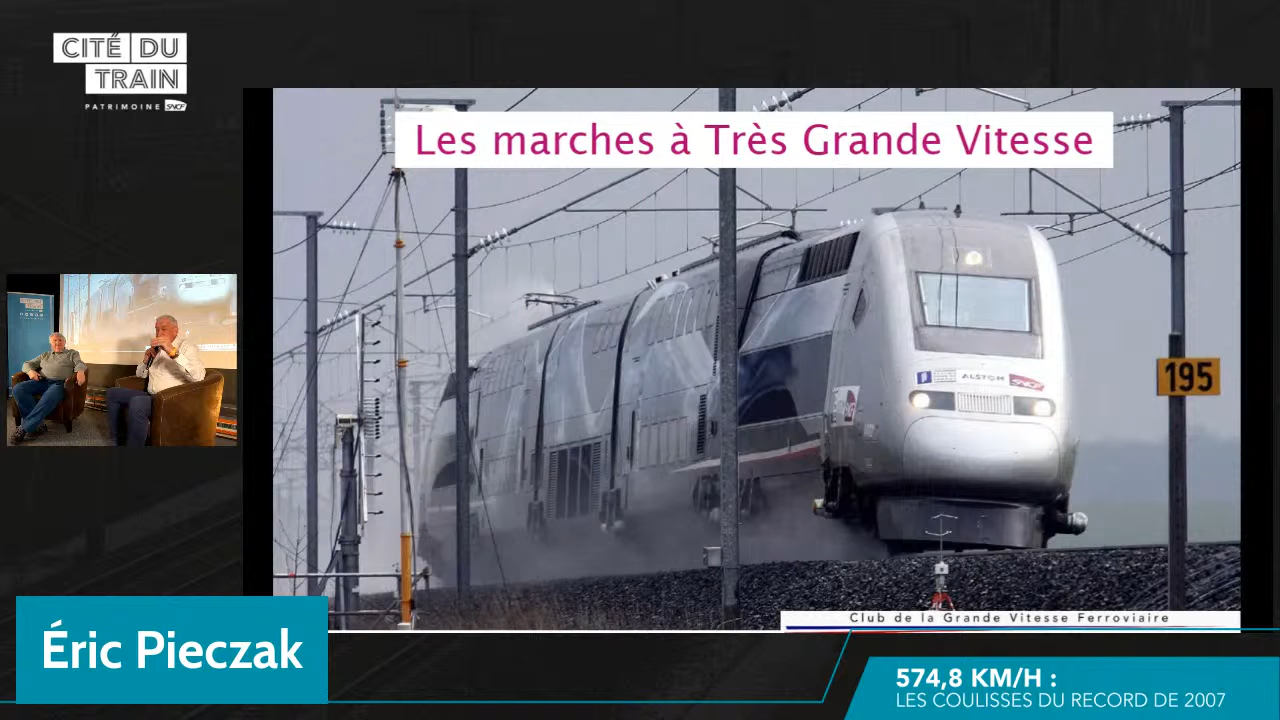 CITÉ DU
TRAIN
PATRIMOINE SNCF
Les marches à Très Grande Vitesse
ALSTOM SNCF
195
Club de la Grande Vitesse Ferroviaire
Éric Pieczak
574,8 KM/H :
LES COULISSES DU RECORD DE 2007